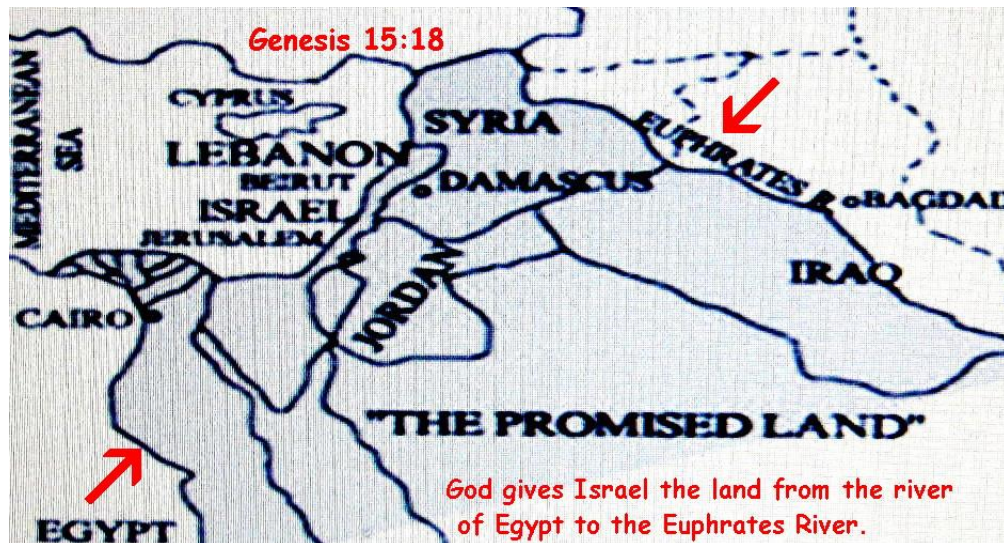 Genesis 15:18
MEDITERRANEAN
SEA
CYPRUS
LEBANON
BEIRUT
ISRAEL
JERUSALEM
SYRIA
DAMASCUS
EUPHRATES R
BAGDAD
IRAQ
JORDAN
CAIRO
"THE PROMISED LAND"
EGYPT
God gives Israel the land from the river
of Egypt to the Euphrates River.